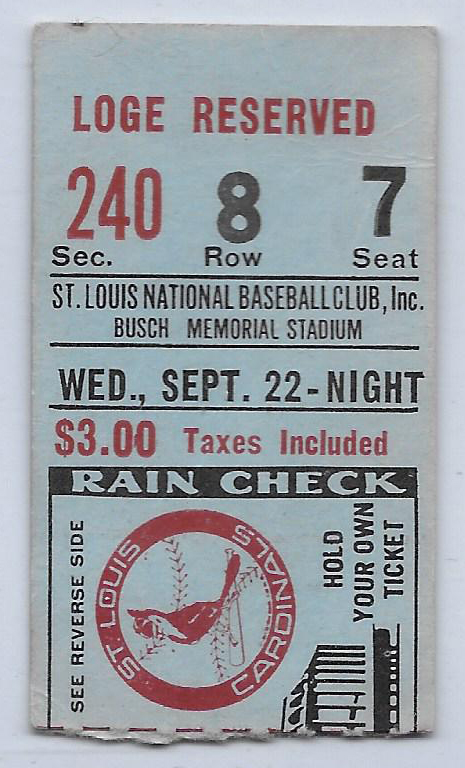 LOGE RESERVED
240 8 7
Sec. Row Seat
ST. LOUIS NATIONAL BASEBALL CLUB, Inc.
BUSCH MEMORIAL STADIUM
WED., SEPT. 22-NIGHT
$3.00 Taxes Included
RAIN CHECK
SEE REVERSE SIDE
ST LOUIS
CARDINALS
HOLD
YOUR OWN
TICKET